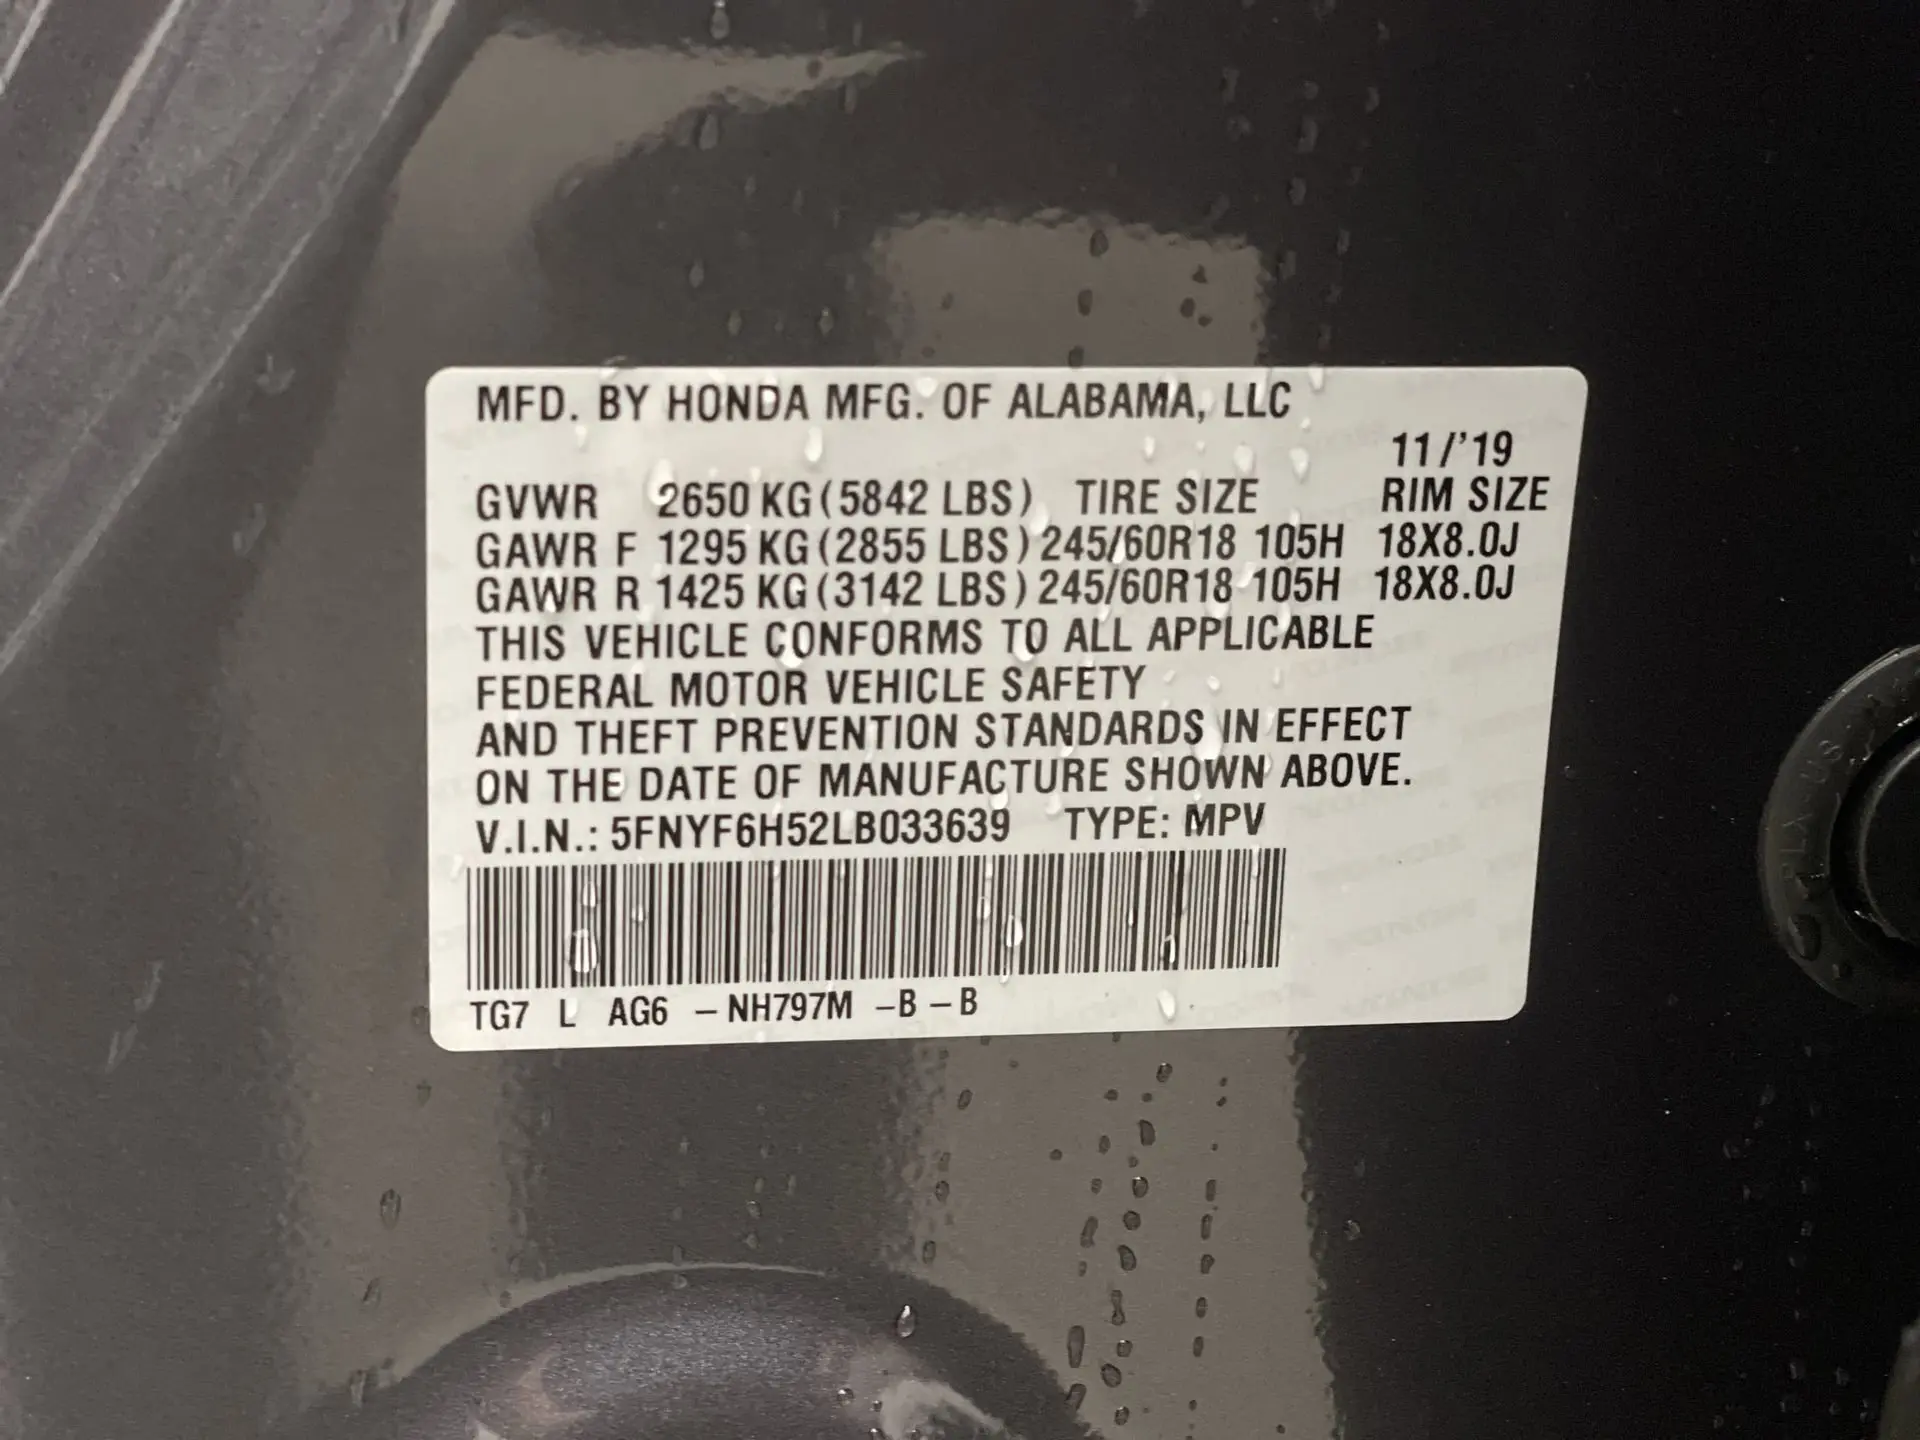 MFD. BY HONDA MFG. OF ALABAMA, LLC
11/'19
GVWR 2650 KG (5842 LBS) TIRE SIZE RIM SIZE
GAWR F 1295 KG (2855 LBS) 245/60R18 105H 18X8.0J
GAWR R 1425 KG (3142 LBS) 245/60R18 105H 18X8.0J
THIS VEHICLE CONFORMS TO ALL APPLICABLE
FEDERAL MOTOR VEHICLE SAFETY
AND THEFT PREVENTION STANDARDS IN EFFECT
ON THE DATE OF MANUFACTURE SHOWN ABOVE.
V.I.N.: 5FNYF6H52LB033639 TYPE: MPV
TG7 L AG6 – NH797M –B – B